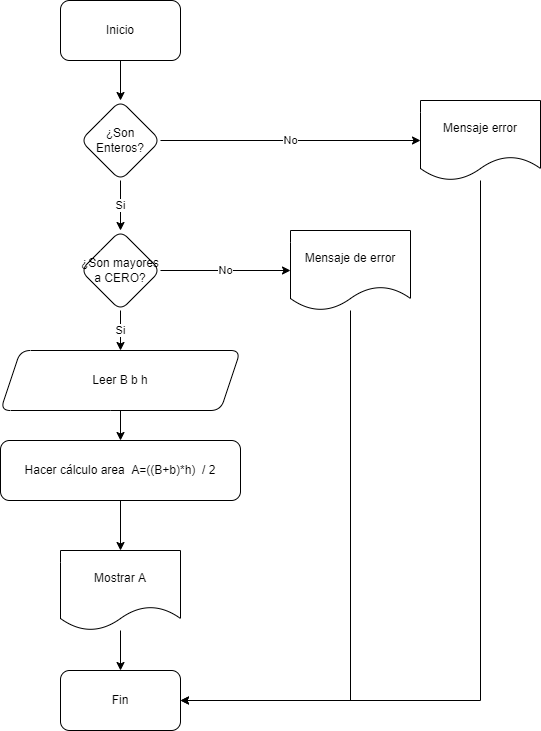 Inicio
¿Son
Enteros?
No
Mensaje error
Si
¿Son mayores
a CERO?
No
Mensaje de error
Si
Leer B b h
Hacer cálculo area  A=((B+b)*h)  / 2
Mostrar A
Fin